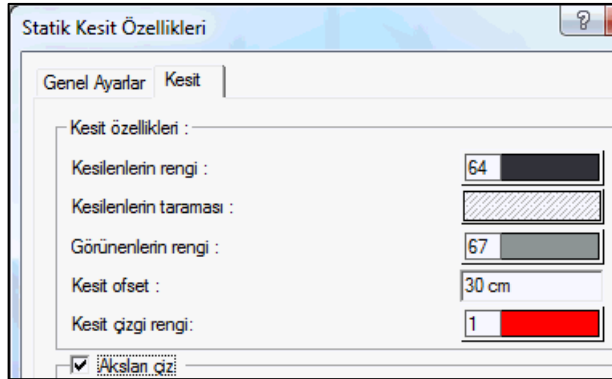 Statik Kesit Özellikleri ?
Genel Ayarlar Kesit
Kesit özellikleri :
Kesilenlerin rengi : 64
Kesilenlerin taraması :
Görünenlerin rengi : 67
Kesit ofset : 30 cm
Kesit çizgi rengi: 1
Aksları çiz